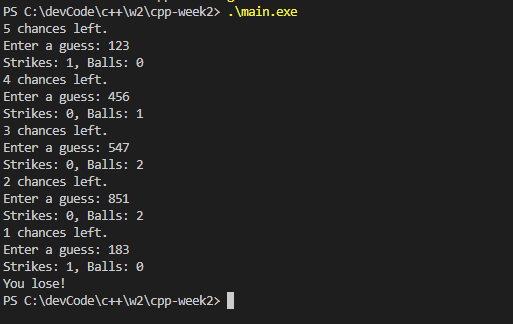 PS C:\devCode\c++\w2\cpp-week2> .\main.exe
5 chances left.
Enter a guess: 123
Strikes: 1, Balls: 0
4 chances left.
Enter a guess: 456
Strikes: 0, Balls: 1
3 chances left.
Enter a guess: 547
Strikes: 0, Balls: 2
2 chances left.
Enter a guess: 851
Strikes: 0, Balls: 2
1 chances left.
Enter a guess: 183
Strikes: 1, Balls: 0
You lose!
PS C:\devCode\c++\w2\cpp-week2>